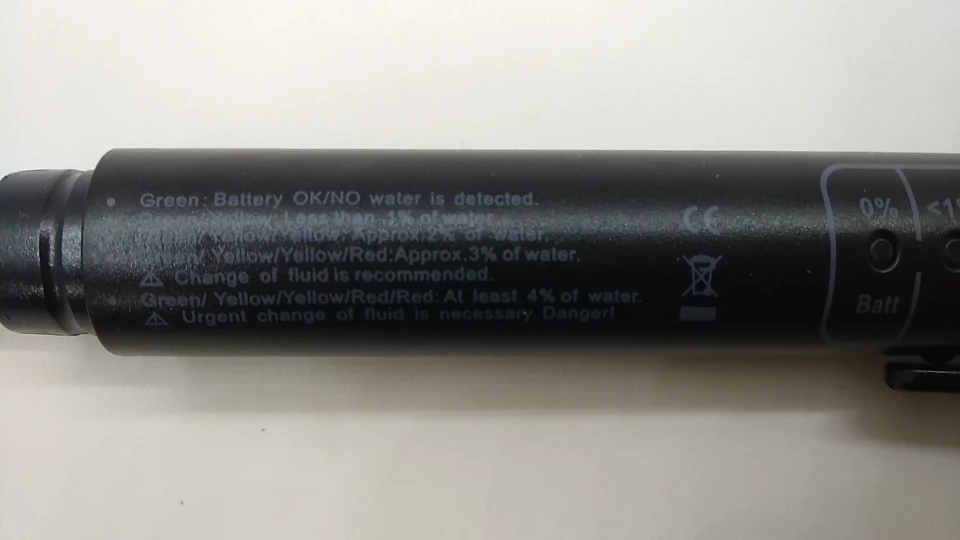 • Green: Battery OK/NO water is detected.
Yellow: Less than 1% of water.
Yellow/Yellow: Approx.2% of water.
Yellow/Yellow/Red:Approx.3% of water.
Change of fluid is recommended.
• Green/ Yellow/Yellow/Red/Red: At least 4% of water.
Urgent change of fluid is necessary. Danger!
CE
0%
<1%
Batt